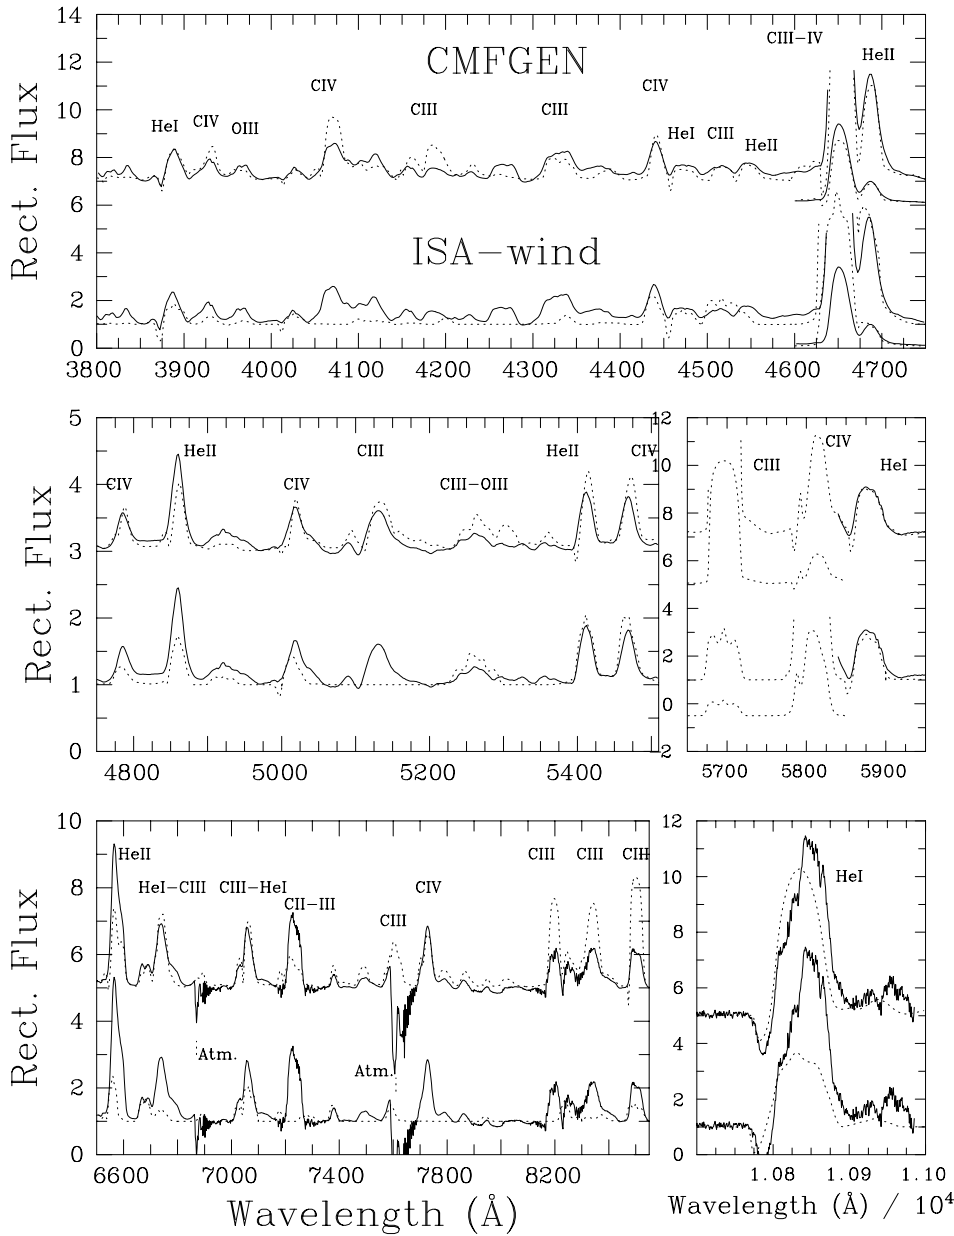 14
12
10
8
6
4
2
0
Rect. Flux
CMFGEN
ISA-wind
HeI
CIV
OIII
CIV
CIII
CIII
CIV
HeI
CIII
HeII
CIII-IV
HeII
3800 3900 4000 4100 4200 4300 4400 4500 4600 4700
5
4
3
2
1
0
Rect. Flux
CIV
HeII
CIV
CIII
CIII-OIII
HeII
CIV
4800 5000 5200 5400
12
10
8
6
4
2
0
-2
CIII
CIV
HeI
5700 5800 5900
10
8
6
4
2
0
Rect. Flux
HeII
HeI-CIII
CIII-HeI
CII-III
CIII
CIV
CIII
CIII
CIII
Atm.
Atm.
6600 7000 7400 7800 8200
Wavelength (Å)
12
10
8
6
4
2
0
HeI
1.08 1.09 1.10
Wavelength (Å) / 10⁴